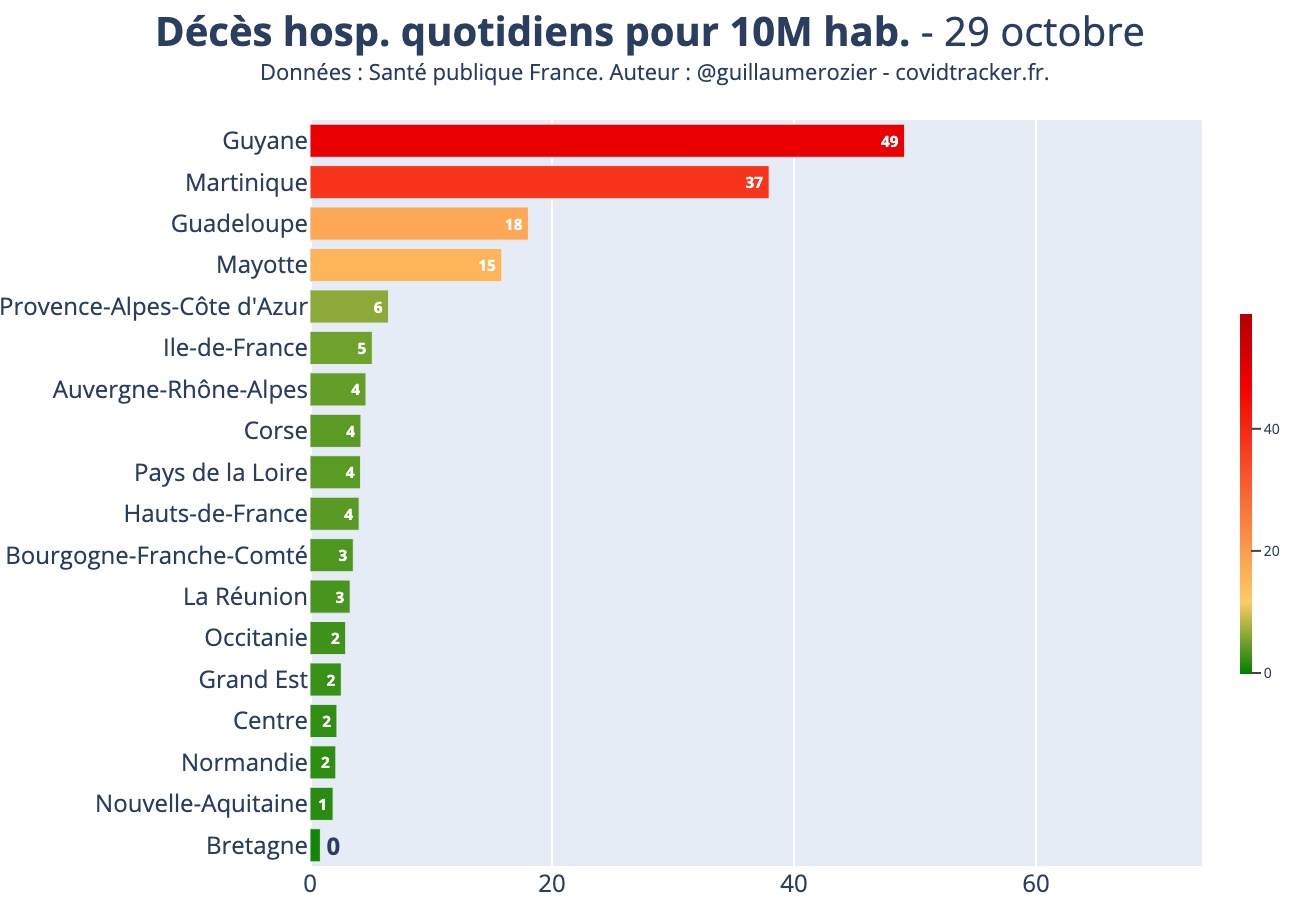 Décès hosp. quotidiens pour 10M hab. - 29 octobre
Données : Santé publique France. Auteur : @guillaumerozier - covidtracker.fr.
Guyane 49
Martinique 37
Guadeloupe 18
Mayotte 15
Provence-Alpes-Côte d'Azur 6
Ile-de-France 5
Auvergne-Rhône-Alpes 4
Corse 4
Pays de la Loire 4
Hauts-de-France 4
Bourgogne-Franche-Comté 3
La Réunion 3
Occitanie 2
Grand Est 2
Centre 2
Normandie 2
Nouvelle-Aquitaine 1
Bretagne 0
0 20 40 60
40
20
0